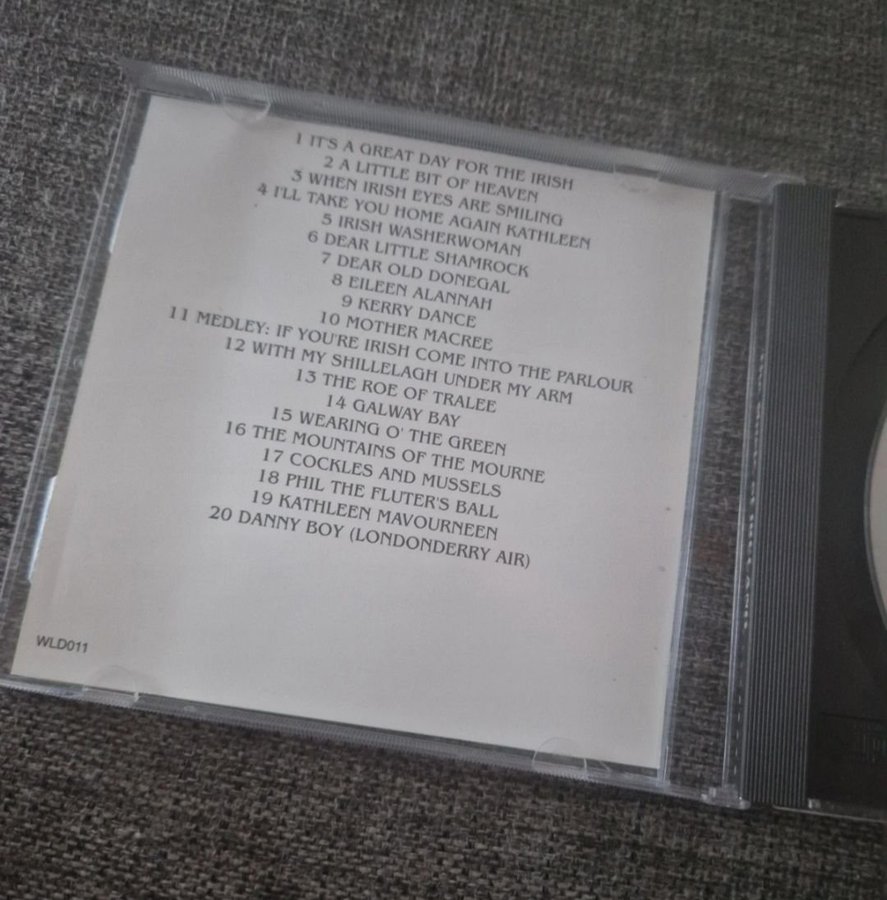 1 IT'S A GREAT DAY FOR THE IRISH
2 A LITTLE BIT OF HEAVEN
3 WHEN IRISH EYES ARE SMILING
4 I'LL TAKE YOU HOME AGAIN KATHLEEN
5 IRISH WASHERWOMAN
6 DEAR LITTLE SHAMROCK
7 DEAR OLD DONEGAL
8 EILEEN ALANNAH
9 KERRY DANCE
10 MOTHER MACREE
11 MEDLEY: IF YOU'RE IRISH COME INTO THE PARLOUR
12 WITH MY SHILLELAGH UNDER MY ARM
13 THE ROE OF TRALEE
14 GALWAY BAY
15 WEARING O' THE GREEN
16 THE MOUNTAINS OF THE MOURNE
17 COCKLES AND MUSSELS
18 PHIL THE FLUTER'S BALL
19 KATHLEEN MAVOURNEEN
20 DANNY BOY (LONDONDERRY AIR)
WLD011